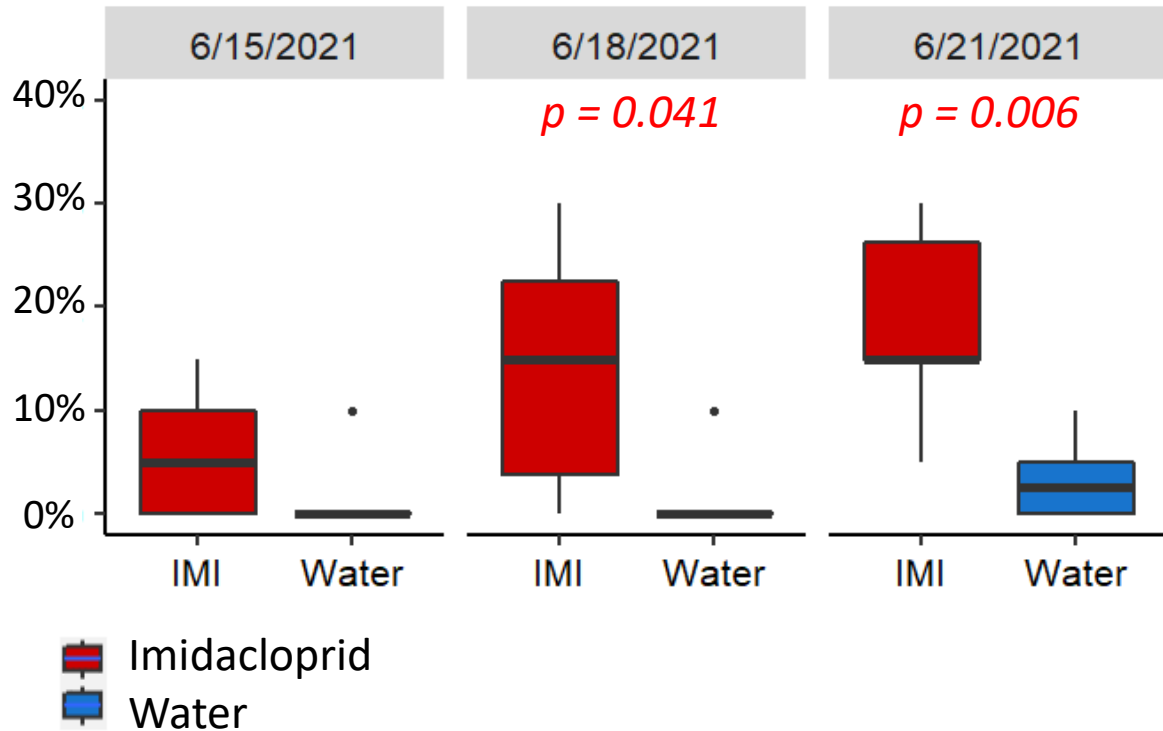 6/15/2021 6/18/2021 6/21/2021
40%
p = 0.041 p = 0.006
30%
20%
10%
0%
IMI Water IMI Water IMI Water
Imidacloprid
Water